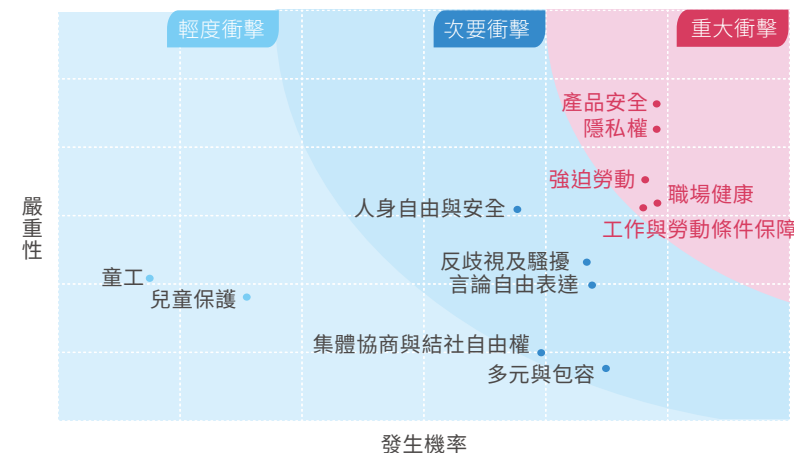 輕度衝擊
次要衝擊
重大衝擊
產品安全
隱私權
強迫勞動
職場健康
人身自由與安全
工作與勞動條件保障
嚴重性
反歧視及騷擾
童工
言論自由表達
兒童保護
集體協商與結社自由權
多元與包容
發生機率